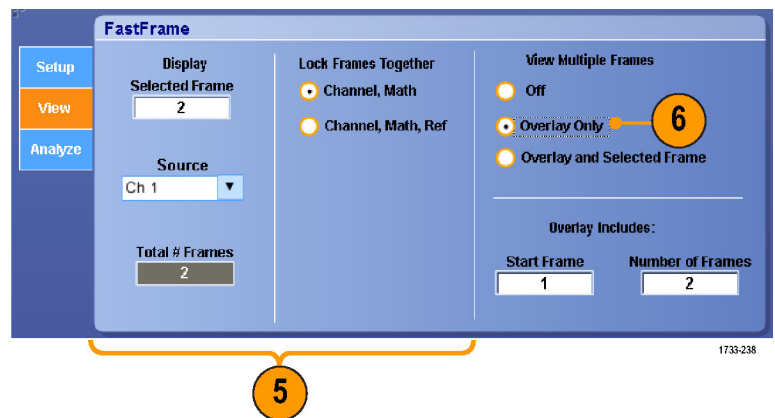 FastFrame
Setup
View
Analyze
Display
Selected Frame
2
Source
Ch 1
Total # Frames
2
Lock Frames Together
Channel, Math
Channel, Math, Ref
View Multiple Frames
Off
Overlay Only
6
Overlay and Selected Frame
Overlay Includes:
Start Frame
1
Number of Frames
2
5
1733-238